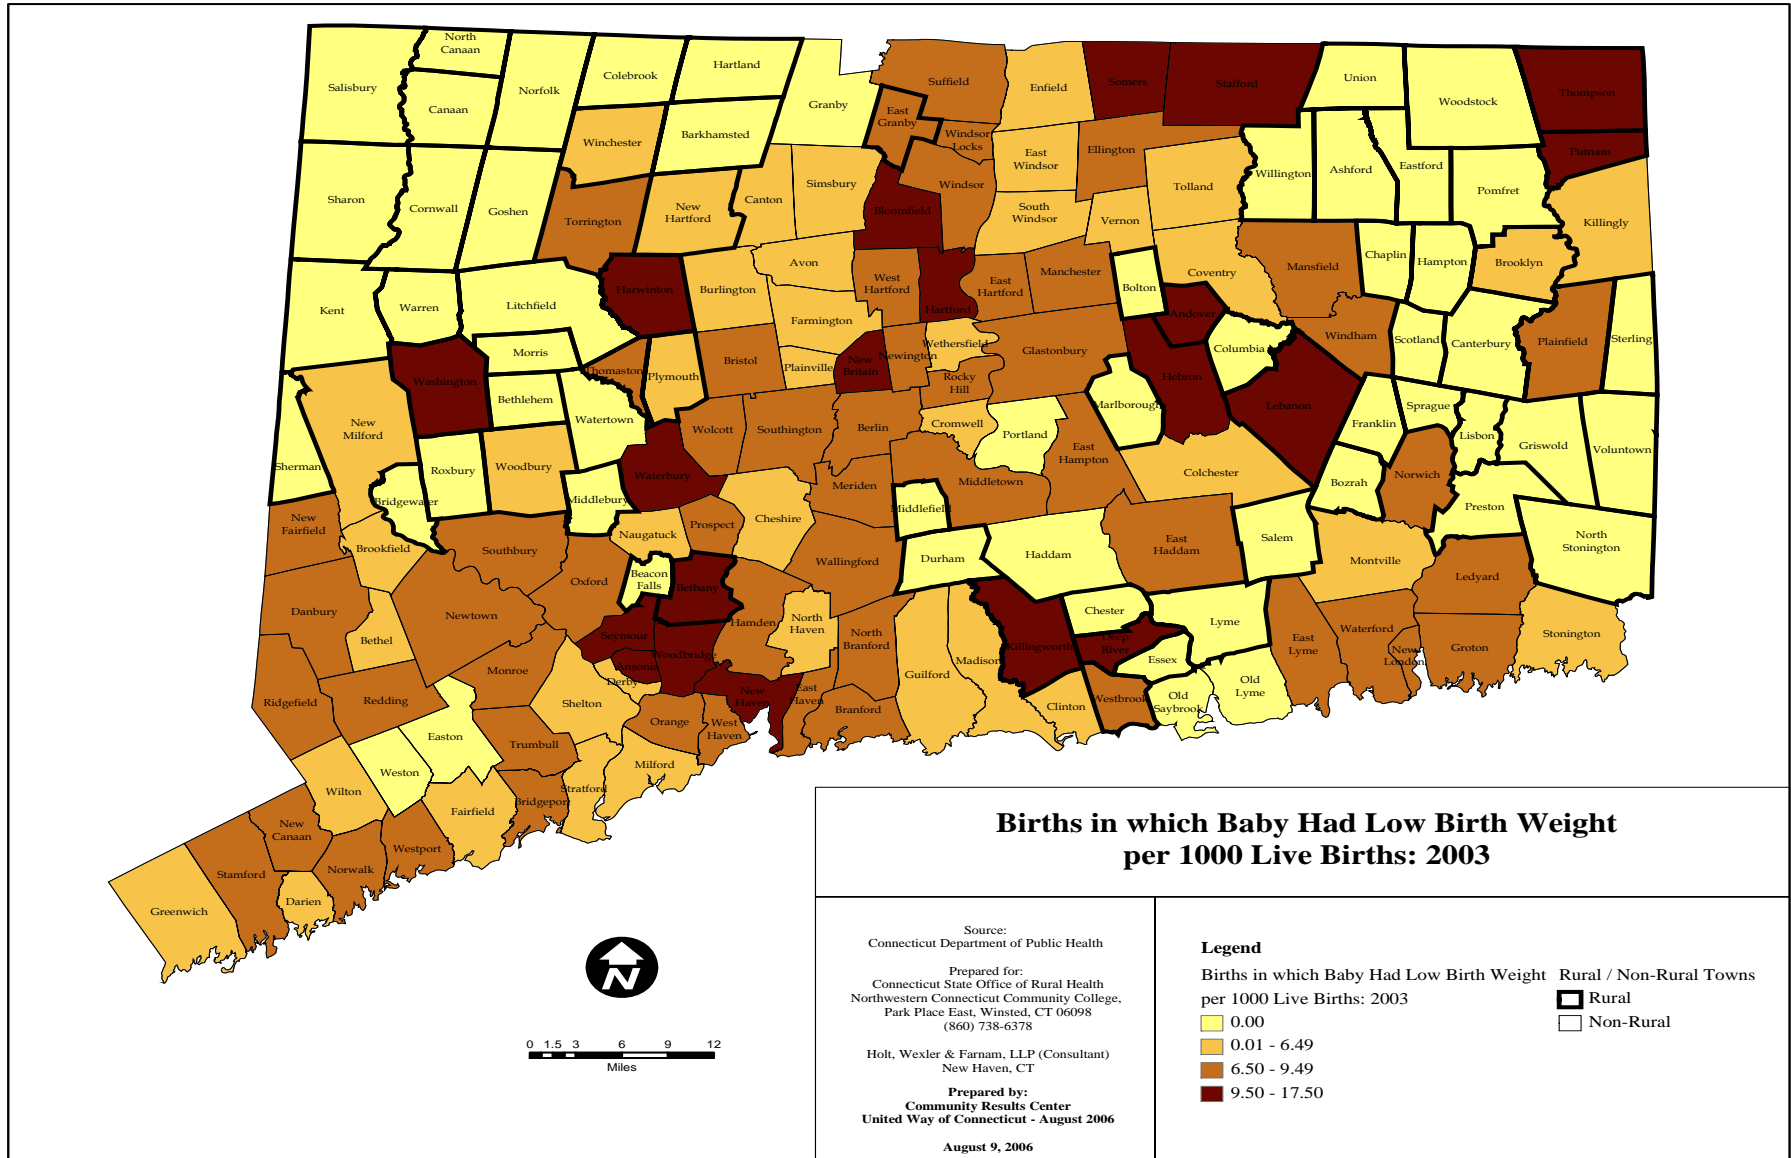 North
Canaan
Salisbury
Canaan
Norfolk
Colebrook
Hartland
Granby
Suffield
Enfield
Somers
Stafford
Union
Woodstock
Thompson
Winchester
Barkhamsted
East
Granby
Windsor
Locks
East
Windsor
Ellington
Willington
Ashford
Eastford
Pomfret
Putnam
Sharon
Cornwall
Goshen
Torrington
New
Hartford
Canton
Simsbury
Bloomfield
Windsor
South
Windsor
Vernon
Tolland
Killingly
Kent
Warren
Litchfield
Harwinton
Burlington
Avon
Farmington
West
Hartford
Hartford
East
Hartford
Manchester
Bolton
Coventry
Mansfield
Chaplin
Hampton
Brooklyn
Morris
Washington
Bethlehem
Thomaston
Plymouth
Bristol
Plainville
New
Britain
Newington
Wethersfield
Rocky
Hill
Glastonbury
Andover
Hebron
Columbia
Windham
Scotland
Canterbury
Plainfield
Sterling
New
Milford
Sherman
Roxbury
Woodbury
Watertown
Wolcott
Southington
Berlin
Cromwell
Portland
Marlborough
East
Hampton
Colchester
Lebanon
Franklin
Sprague
Lisbon
Griswold
Voluntown
Bridgewater
Middlebury
Waterbury
Meriden
Middletown
Middlefield
Bozrah
Norwich
Preston
North
Stonington
New
Fairfield
Brookfield
Southbury
Naugatuck
Prospect
Cheshire
Wallingford
Durham
Haddam
East
Haddam
Salem
Montville
Ledyard
Danbury
Bethel
Newtown
Oxford
Beacon
Falls
Bethany
Hamden
North
Haven
North
Branford
Guilford
Madison
Killingworth
Chester
Deep
River
Essex
Lyme
East
Lyme
Waterford
New
London
Groton
Stonington
Ridgefield
Redding
Monroe
Seymour
Ansonia
Woodbridge
Derby
Shelton
New
Haven
East
Haven
Branford
Clinton
Westbrook
Old
Saybrook
Old
Lyme
Wilton
Weston
Easton
Trumbull
Orange
West
Haven
Milford
Stratford
Bridgeport
Fairfield
Westport
Norwalk
New
Canaan
Darien
Stamford
Greenwich
N
0 1.5 3 6 9 12
Miles
Births in which Baby Had Low Birth Weight
per 1000 Live Births: 2003
Source:
Connecticut Department of Public Health
Prepared for:
Connecticut State Office of Rural Health
Northwestern Connecticut Community College,
Park Place East, Winsted, CT 06098
(860) 738-6378
Holt, Wexler & Farnam, LLP (Consultant)
New Haven, CT
Prepared by:
Community Results Center
United Way of Connecticut - August 2006
August 9, 2006
Legend
Births in which Baby Had Low Birth Weight
per 1000 Live Births: 2003
0.00
0.01 - 6.49
6.50 - 9.49
9.50 - 17.50
Rural / Non-Rural Towns
Rural
Non-Rural